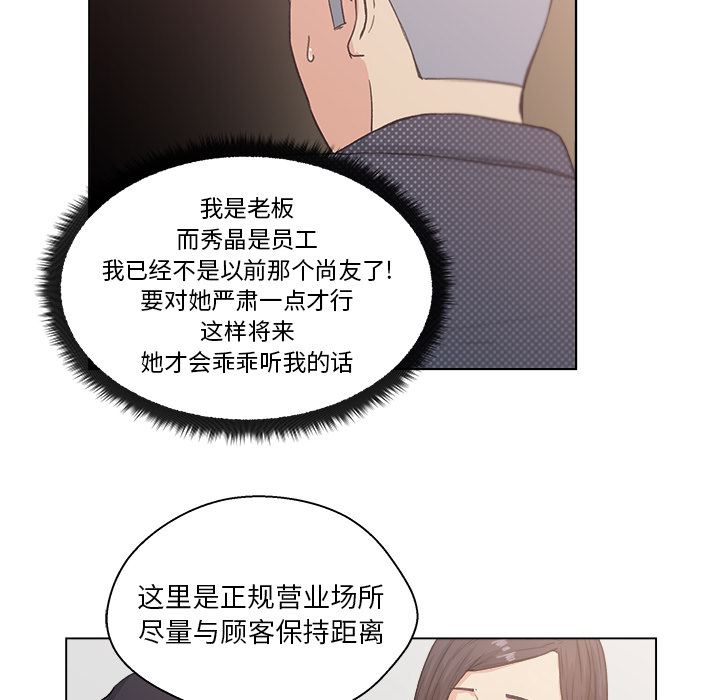 我是老板
而秀晶是员工
我已经不是以前那个尚友了!
要对她严肃一点才行
这样将来
她才会乖乖听我的话
这里是正规营业场所
尽量与顾客保持距离